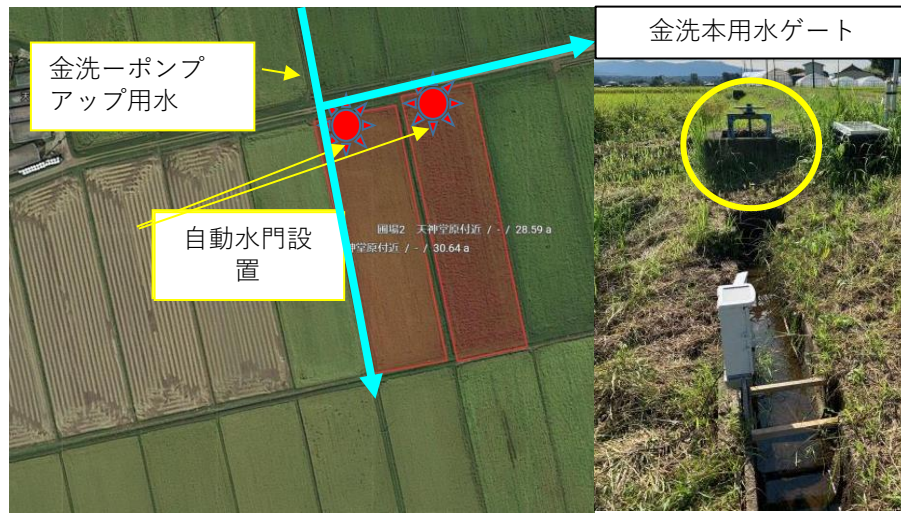 金洗ーポンプ
アップ用水
自動水門設
置
圃場2 天神堂原付近 / - / 28.59 a
神堂原付近 / - / 30.64 a
金洗本用水ゲート